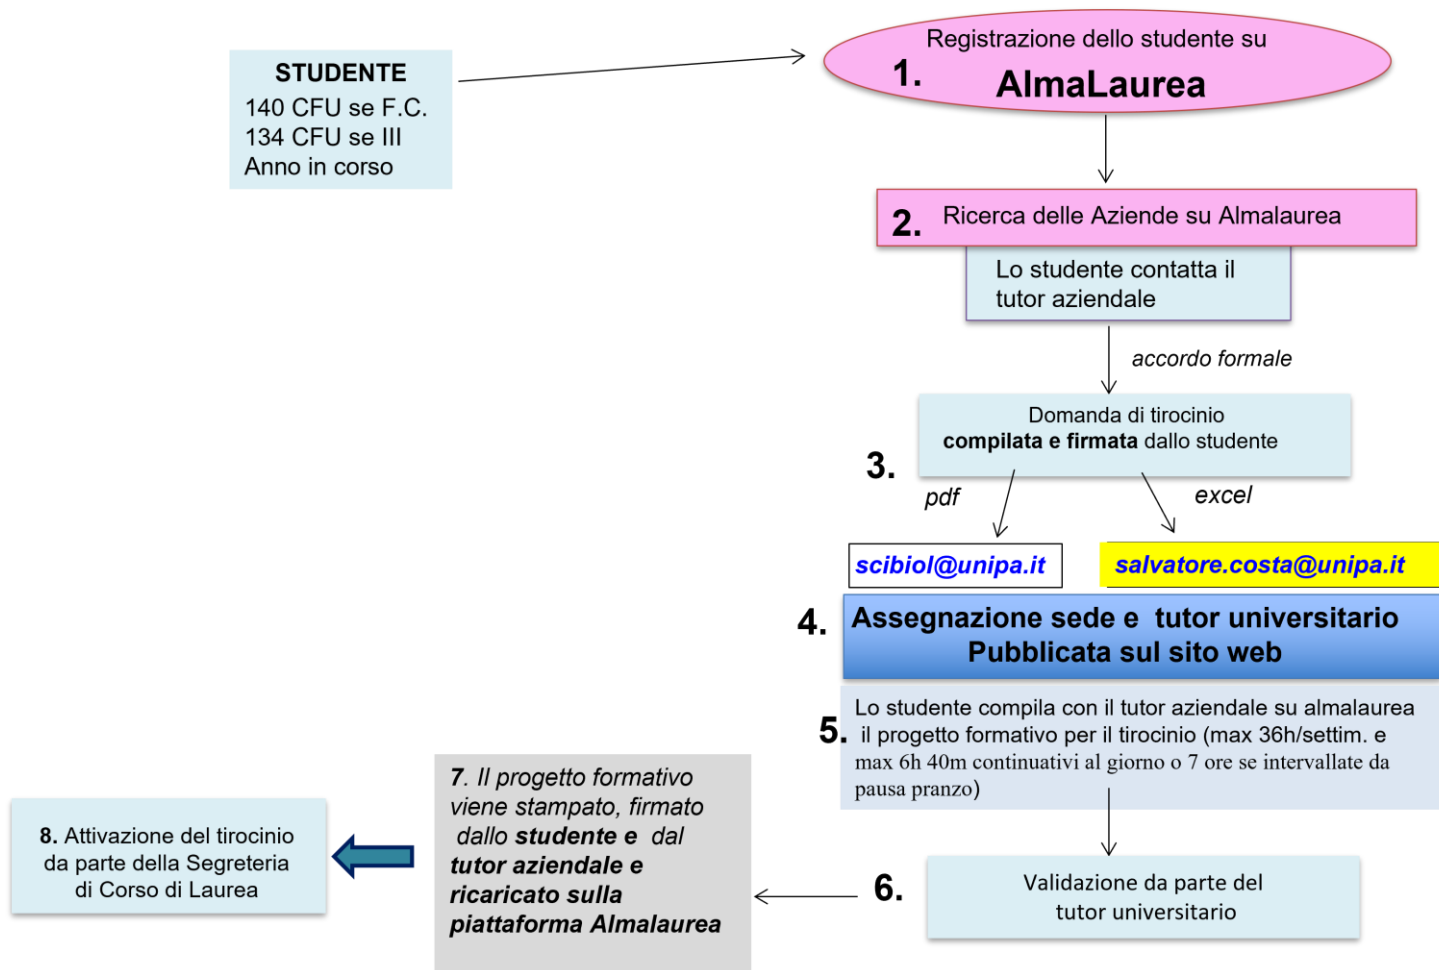 STUDENTE
140 CFU se F.C.
134 CFU se III
Anno in corso
1.
Registrazione dello studente su
AlmaLaurea
2.
Ricerca delle Aziende su Almalaurea
Lo studente contatta il
tutor aziendale
accordo formale
3.
Domanda di tirocinio
compilata e firmata dallo studente
pdf
excel
scibiol@unipa.it
salvatore.costa@unipa.it
4.
Assegnazione sede e tutor universitario
Pubblicata sul sito web
5.
Lo studente compila con il tutor aziendale su almalaurea
il progetto formativo per il tirocinio (max 36h/settim. e
max 6h 40m continuativi al giorno o 7 ore se intervallate da
pausa pranzo)
6.
Validazione da parte del
tutor universitario
7. Il progetto formativo
viene stampato, firmato
dallo studente e dal
tutor aziendale e
ricaricato sulla
piattaforma Almalaurea
8. Attivazione del tirocinio
da parte della Segreteria
di Corso di Laurea